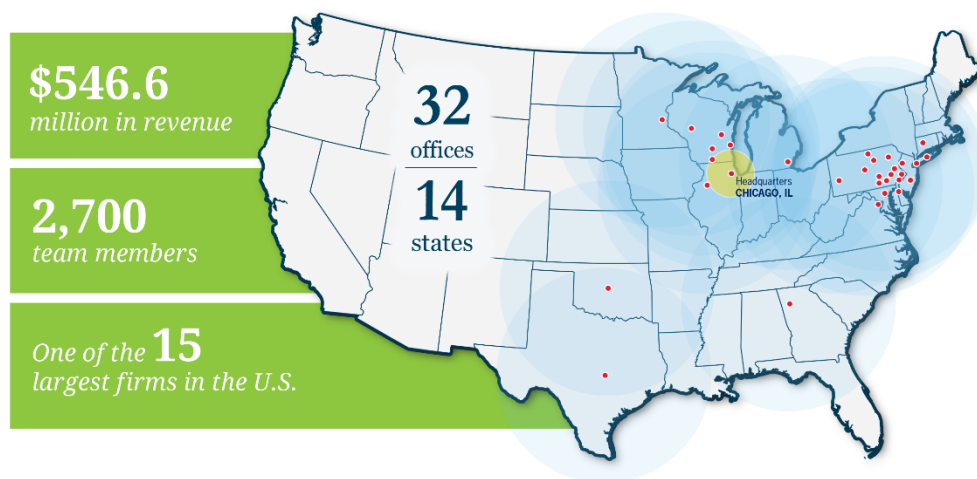 $546.6
million in revenue
2,700
team members
One of the 15
largest firms in the U.S.
32
offices
14
states
Headquarters
CHICAGO, IL